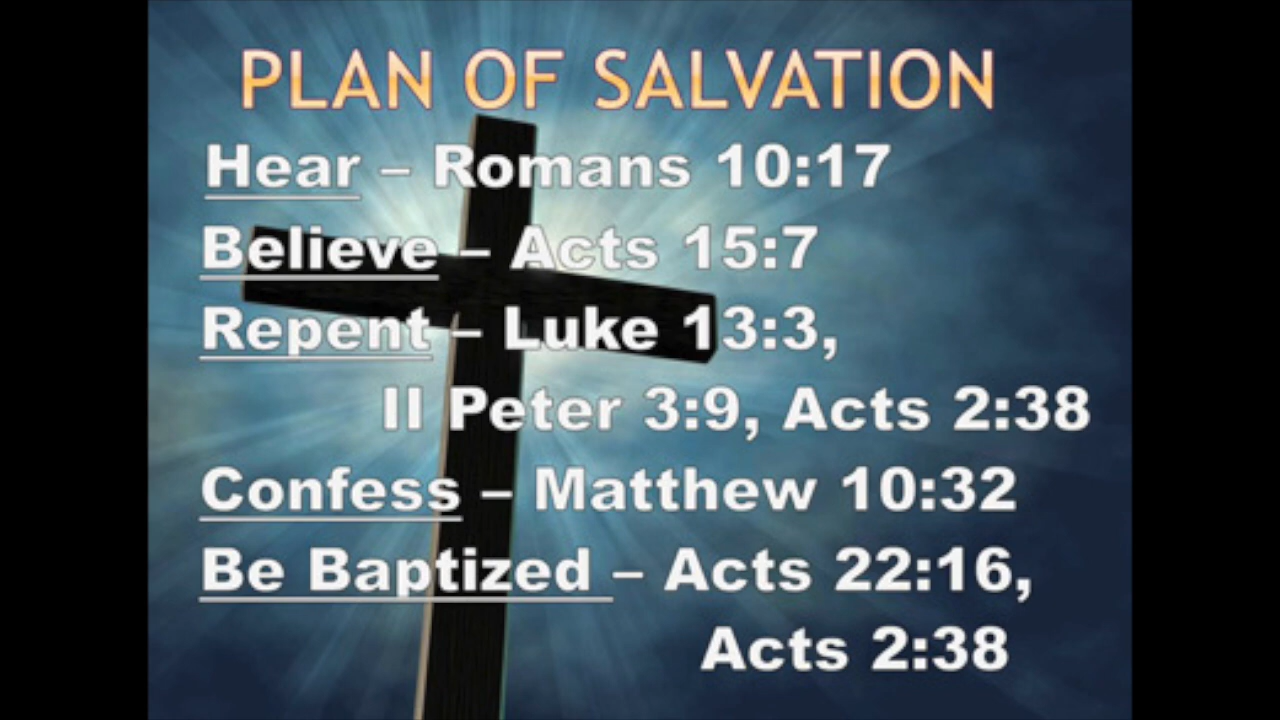 PLAN OF SALVATION
Hear – Romans 10:17
Believe – Acts 15:7
Repent – Luke 13:3,
II Peter 3:9, Acts 2:38
Confess – Matthew 10:32
Be Baptized – Acts 22:16,
Acts 2:38